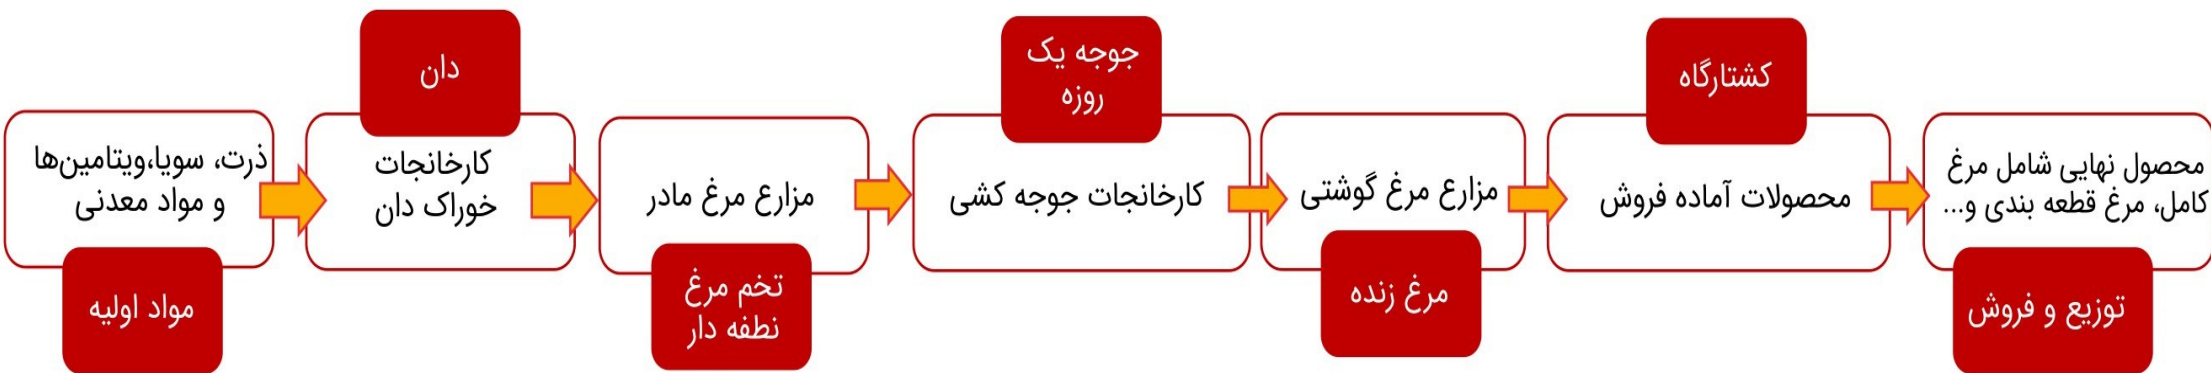 ذرت، سویا،ویتامین‌ها
و مواد معدنی
مواد اولیه
دان
کارخانجات
خوراک دان
مزارع مرغ مادر
تخم مرغ
نطفه دار
جوجه یک
روزه
کارخانجات جوجه کشی
مزارع مرغ گوشتی
مرغ زنده
کشتارگاه
محصولات آماده فروش
محصول نهایی شامل مرغ
کامل، مرغ قطعه بندی و...
توزیع و فروش